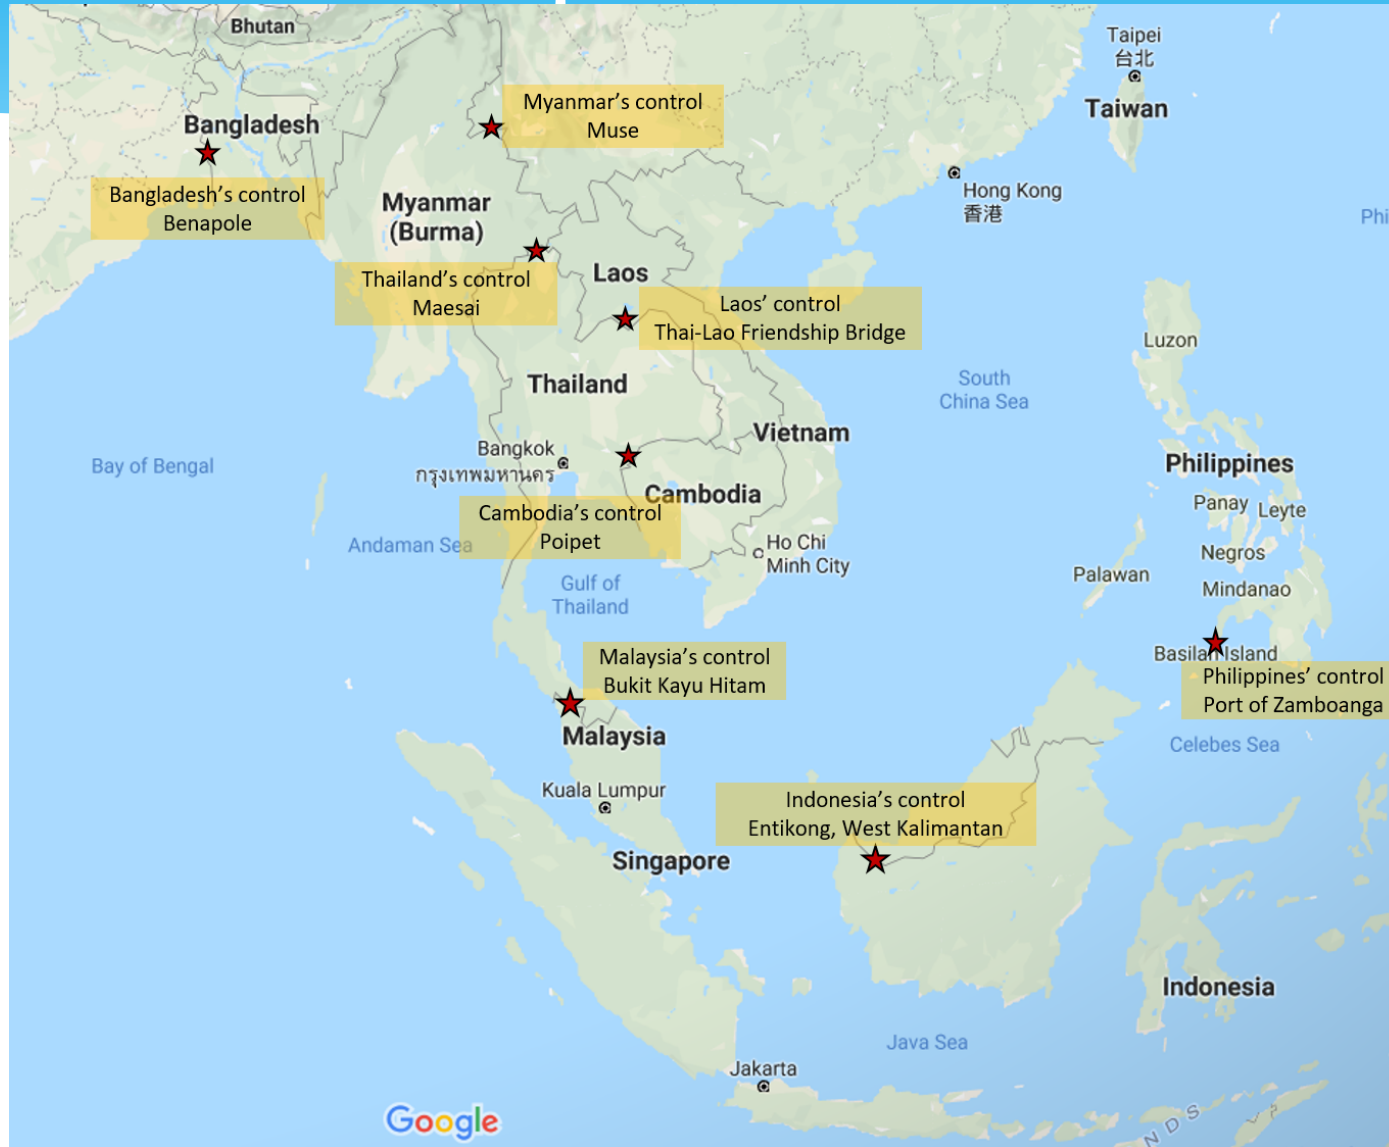 Bhutan
Taipei
台北
Taiwan
Myanmar's control
Muse
Bangladesh
Bangladesh's control
Benapole
Hong Kong
香港
Myanmar
(Burma)
Phi
Thailand's control
Maesai
Laos
Laos' control
Thai-Lao Friendship Bridge
Luzon
Thailand
South
China Sea
Vietnam
Bangkok
กรุงเทพมหานคร
Bay of Bengal
Philippines
Cambodia
Panay
Leyte
Cambodia's control
Poipet
Andaman Sea
Ho Chi
Minh City
Negros
Palawan
Mindanao
Gulf of
Thailand
Malaysia's control
Bukit Kayu Hitam
Basilan Island
Philippines' control
Port of Zamboanga
Malaysia
Celebes Sea
Kuala Lumpur
Indonesia's control
Entikong, West Kalimantan
Singapore
Indonesia
Java Sea
Jakarta
Google
NDS